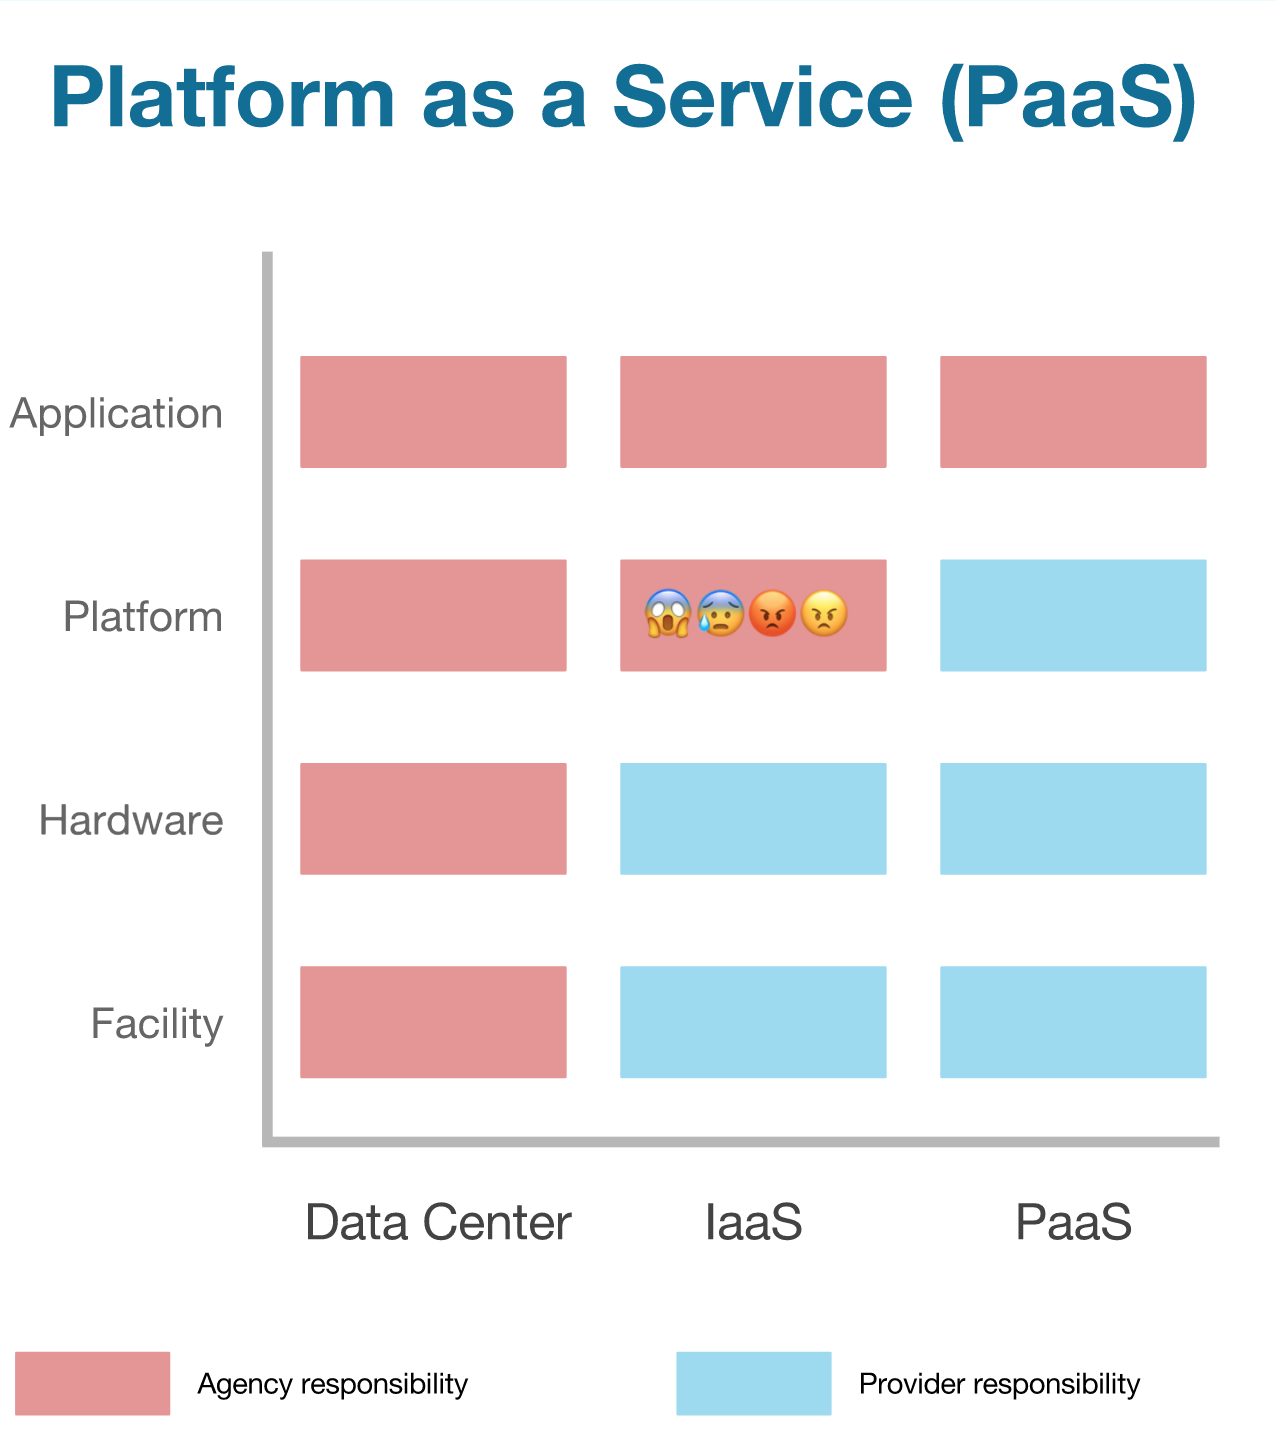 Platform as a Service (PaaS)
Application
Platform
😱😰😡😠
Hardware
Facility
Data Center IaaS PaaS
Agency responsibility Provider responsibility